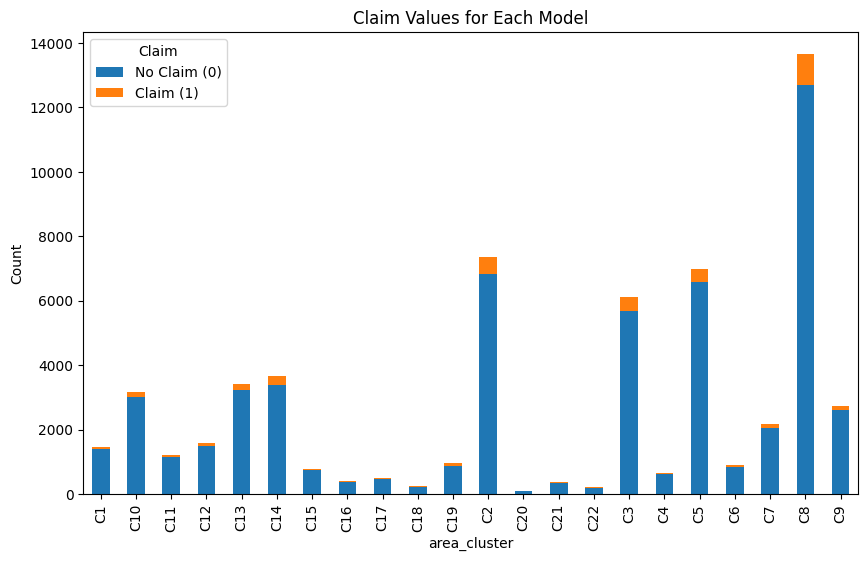 Claim Values for Each Model
Claim
No Claim (0)
Claim (1)
Count
14000
12000
10000
8000
6000
4000
2000
0
C1 C10 C11 C12 C13 C14 C15 C16 C17 C18 C19 C2 C20 C21 C22 C3 C4 C5 C6 C7 C8 C9
area_cluster